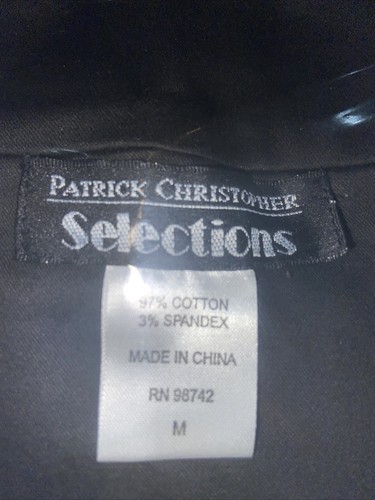 PATRICK CHRISTOPHER
Selections
97% COTTON
3% SPANDEX
MADE IN CHINA
RN 98742
M